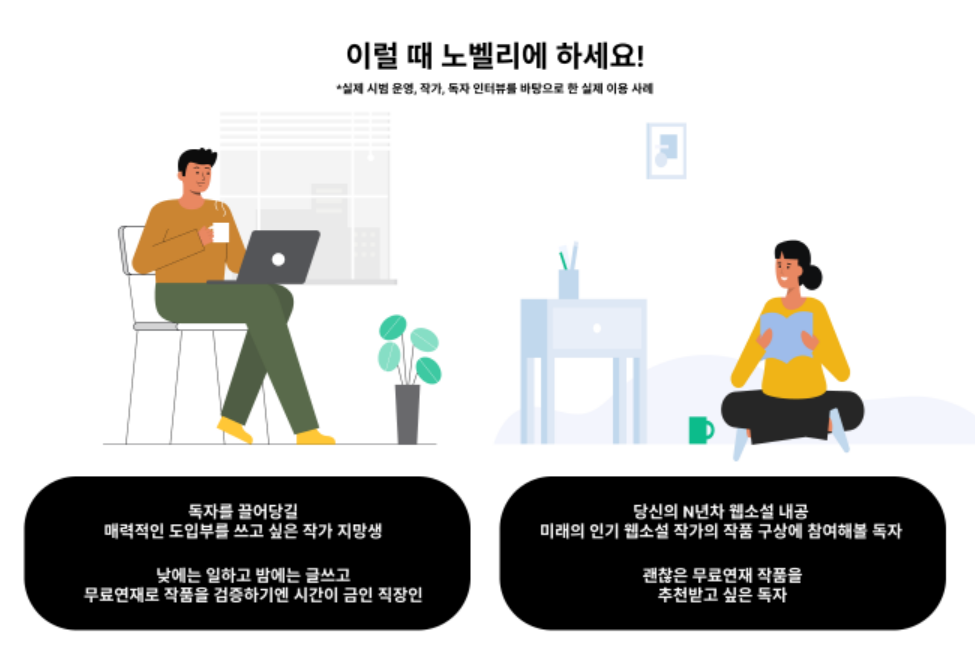 이럴 때 노벨리에 하세요!
*실제 시범 운영, 작가, 독자 인터뷰를 바탕으로 한 실제 이용 사례
독자를 끌어당길
매력적인 도입부를 쓰고 싶은 작가 지망생
낮에는 일하고 밤에는 글쓰고
무료연재로 작품을 검증하기엔 시간이 금인 직장인
당신의 N년차 웹소설 내공
미래의 인기 웹소설 작가의 작품 구상에 참여해볼 독자
괜찮은 무료연재 작품을
추천받고 싶은 독자